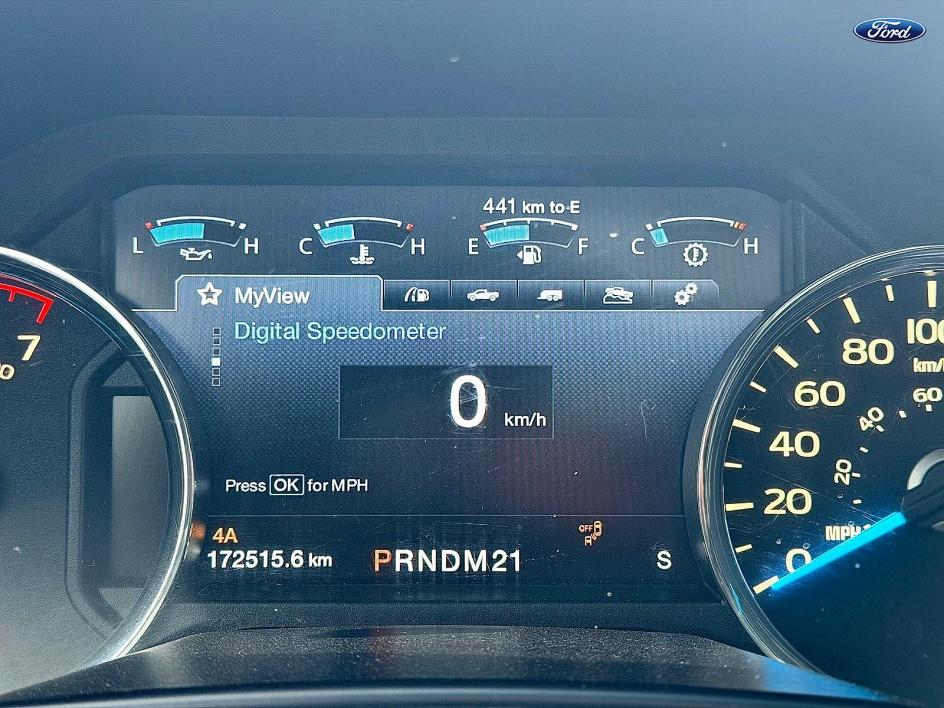 Ford
441 km to E
L H C H E F C H
MyView
Digital Speedometer
0 km/h
Press OK for MPH
4A
OFF
172515.6 km
PRNDM21
S
7
100
80
60
40
20
0
60
40
20
MPH